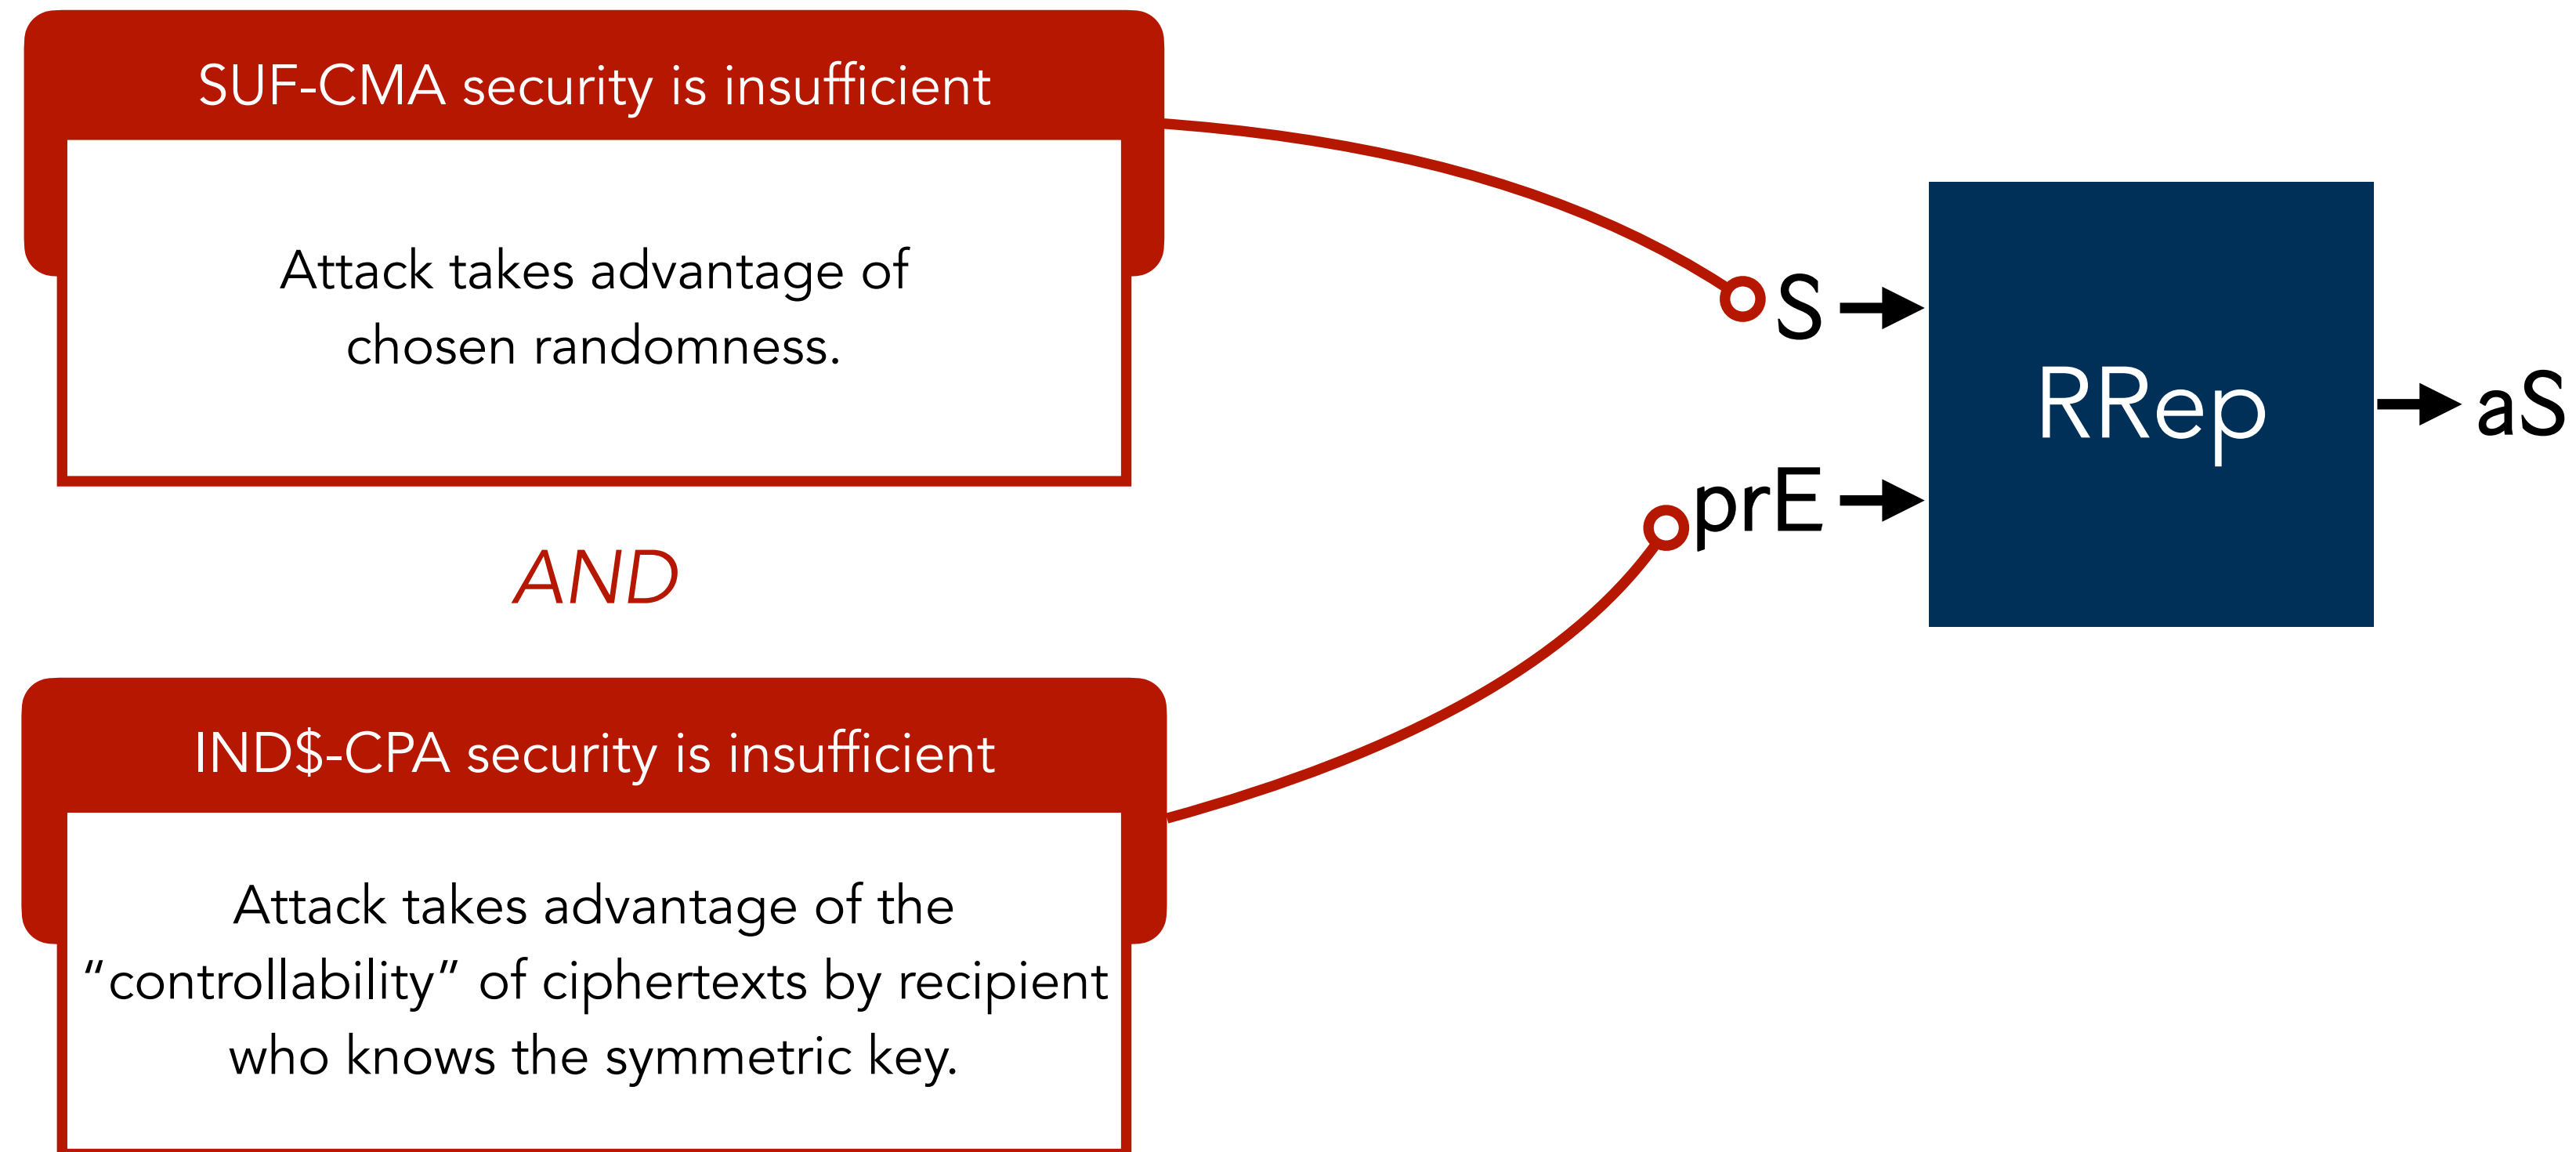 SUF-CMA security is insufficient
Attack takes advantage of
chosen randomness.
AND
IND$-CPA security is insufficient
Attack takes advantage of the
“controllability” of ciphertexts by recipient
who knows the symmetric key.
S
prE
RRep
aS